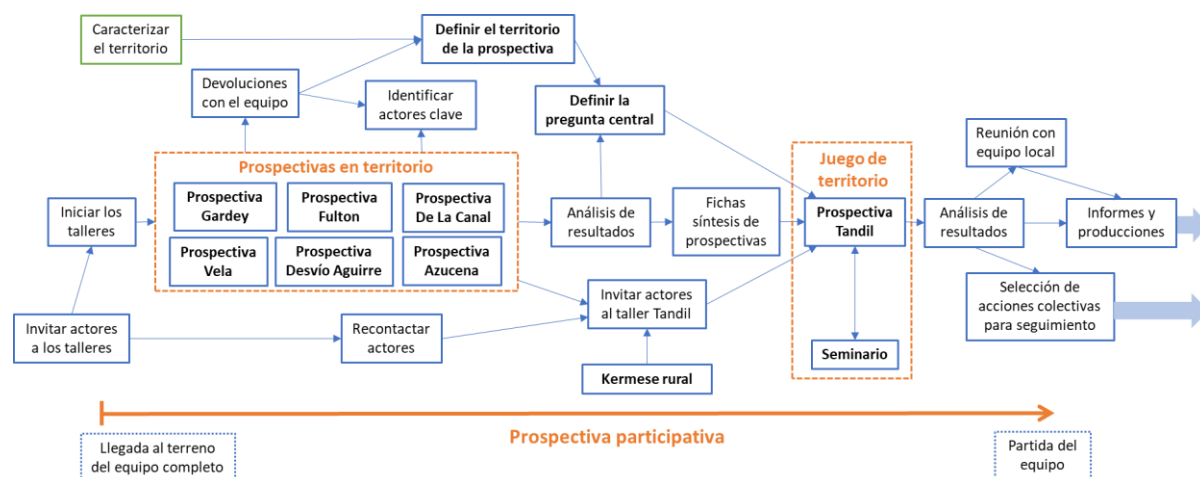 Caracterizar
el territorio
Definir el territorio
de la prospectiva
Devoluciones
con el equipo
Identificar
actores clave
Definir la
pregunta central
Prospectivas en territorio
Prospectiva
Gardey
Prospectiva
Fulton
Prospectiva
De La Canal
Prospectiva
Vela
Prospectiva
Desvío Aguirre
Prospectiva
Azucena
Iniciar los
talleres
Invitar actores
a los talleres
Recontactar
actores
Análisis de
resultados
Fichas
síntesis de
prospectivas
Invitar actores
al taller Tandil
Kermese rural
Juego de
territorio
Prospectiva
Tandil
Seminario
Reunión con
equipo local
Análisis de
resultados
Informes y
producciones
Selección de
acciones colectivas
para seguimiento
Prospectiva participativa
Llegada al terreno
del equipo completo
Partida del
equipo